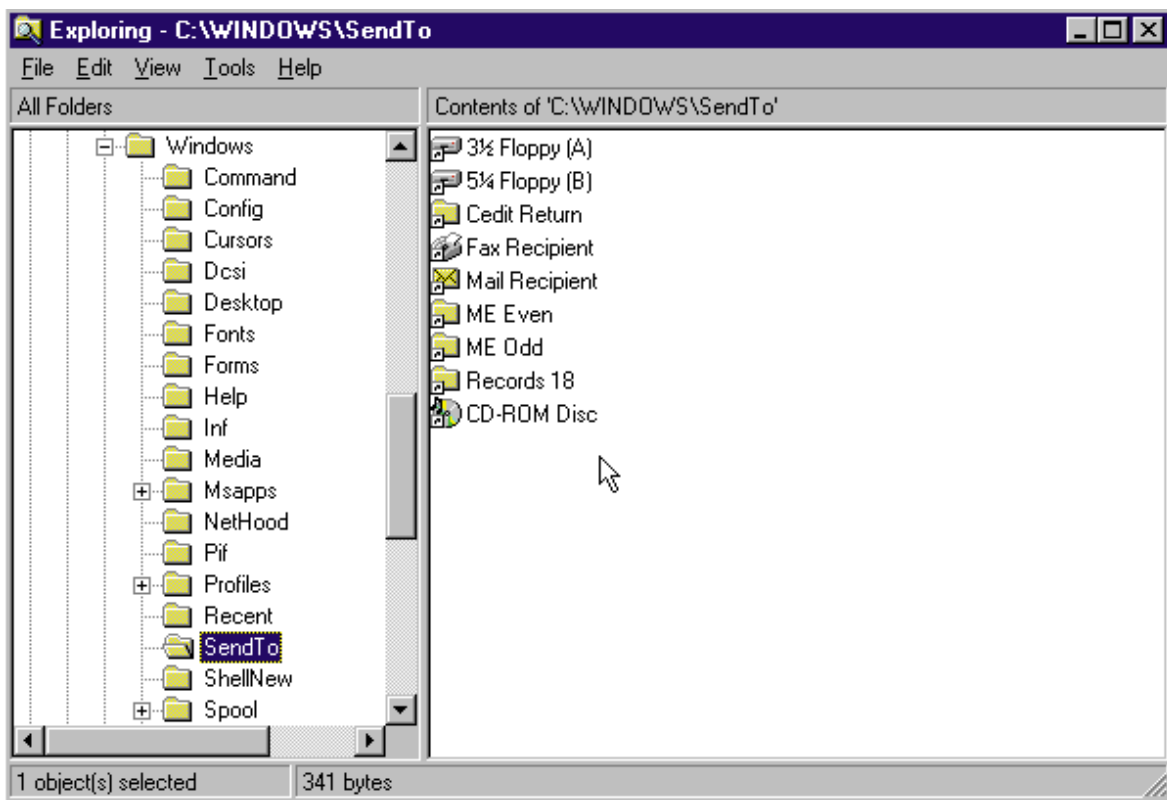 Exploring - C:\WINDOWS\SendTo
File Edit View Tools Help
All Folders
Contents of 'C:\WINDOWS\SendTo'
Windows
Command
Config
Cursors
Dcsi
Desktop
Fonts
Forms
Help
Inf
Media
Msapps
NetHood
Pif
Profiles
Recent
SendTo
ShellNew
Spool
3½ Floppy (A)
5¼ Floppy (B)
Cedit Return
Fax Recipient
Mail Recipient
ME Even
ME Odd
Records 18
CD-ROM Disc
1 object(s) selected
341 bytes